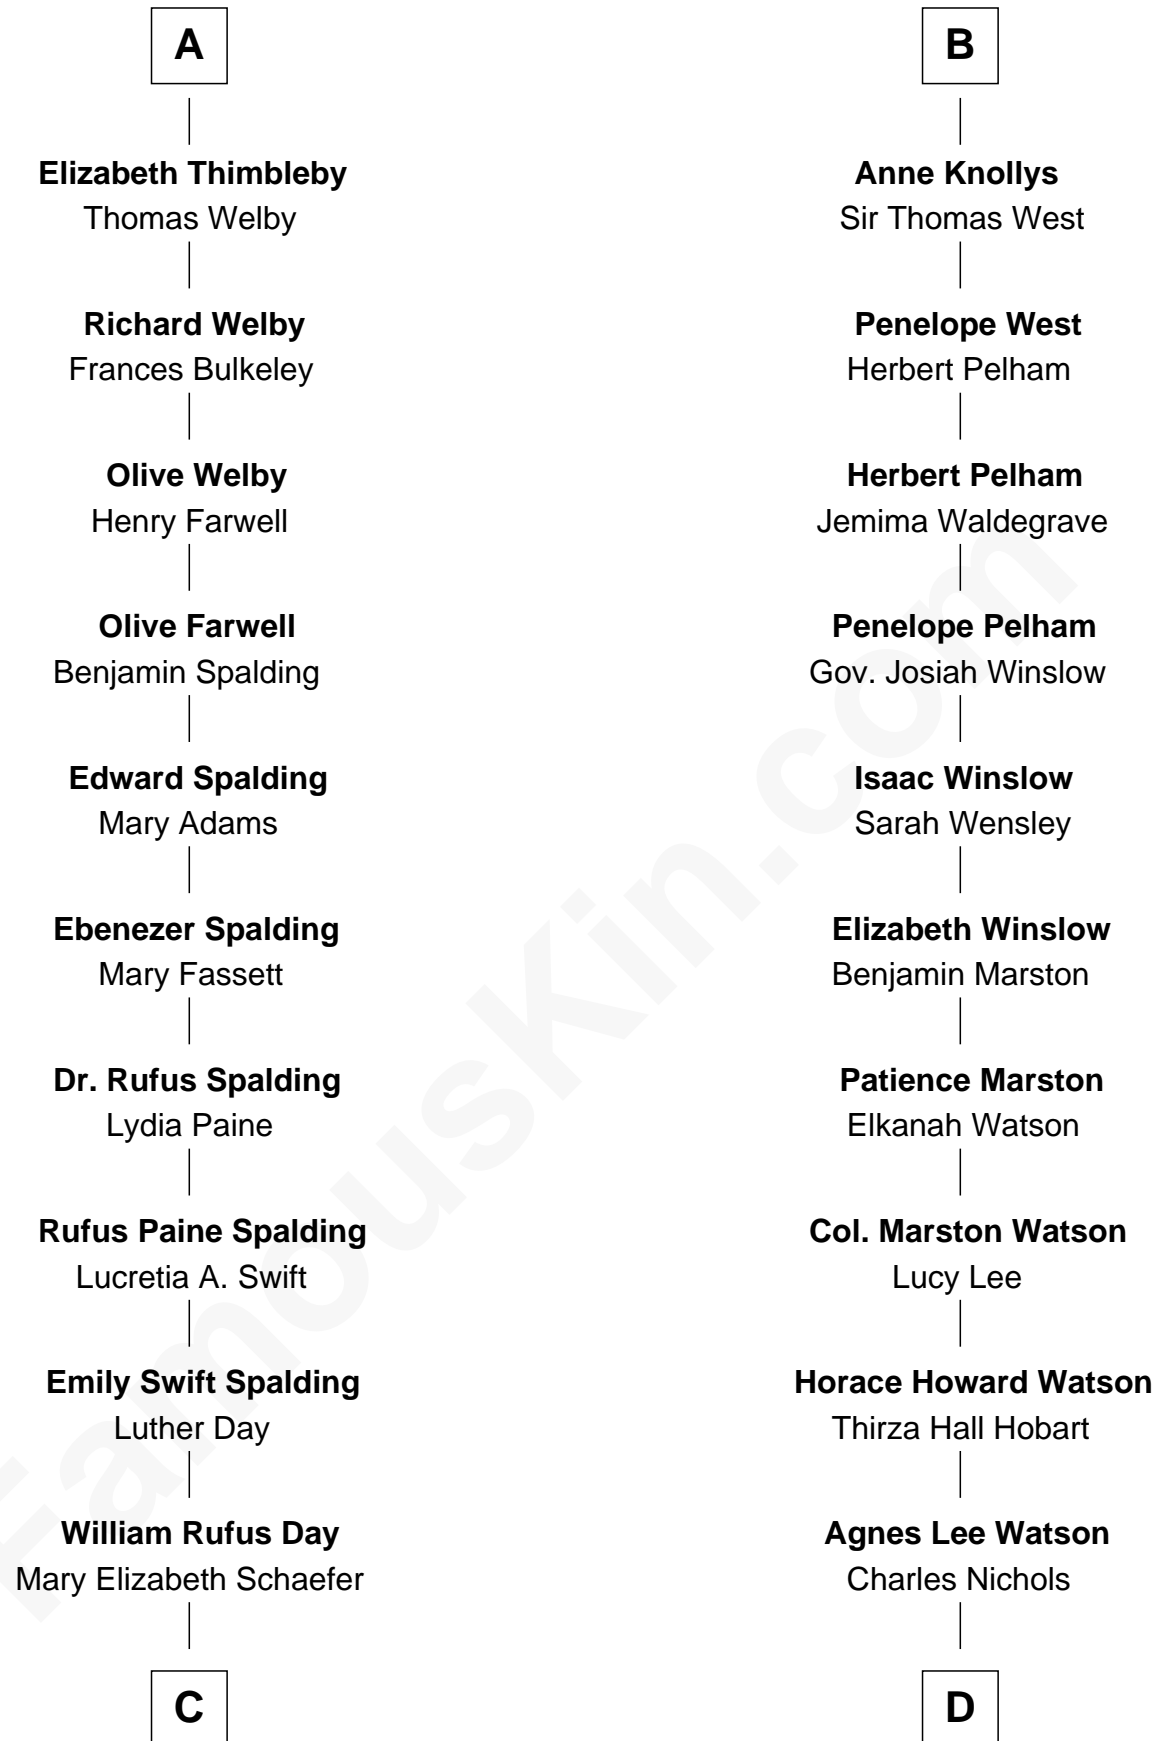 A
Elizabeth Thimbleby
Thomas Welby
Richard Welby
Frances Bulkeley
Olive Welby
Henry Farwell
Olive Farwell
Benjamin Spalding
Edward Spalding
Mary Adams
Ebenezer Spalding
Mary Fassett
Dr. Rufus Spalding
Lydia Paine
Rufus Paine Spalding
Lucretia A. Swift
Emily Swift Spalding
Luther Day
William Rufus Day
Mary Elizabeth Schaefer
C
B
Anne Knollys
Sir Thomas West
Penelope West
Herbert Pelham
Herbert Pelham
Jemima Waldegrave
Penelope Pelham
Gov. Josiah Winslow
Isaac Winslow
Sarah Wensley
Elizabeth Winslow
Benjamin Marston
Patience Marston
Elkanah Watson
Col. Marston Watson
Lucy Lee
Horace Howard Watson
Thirza Hall Hobart
Agnes Lee Watson
Charles Nichols
D
FamousKin.com